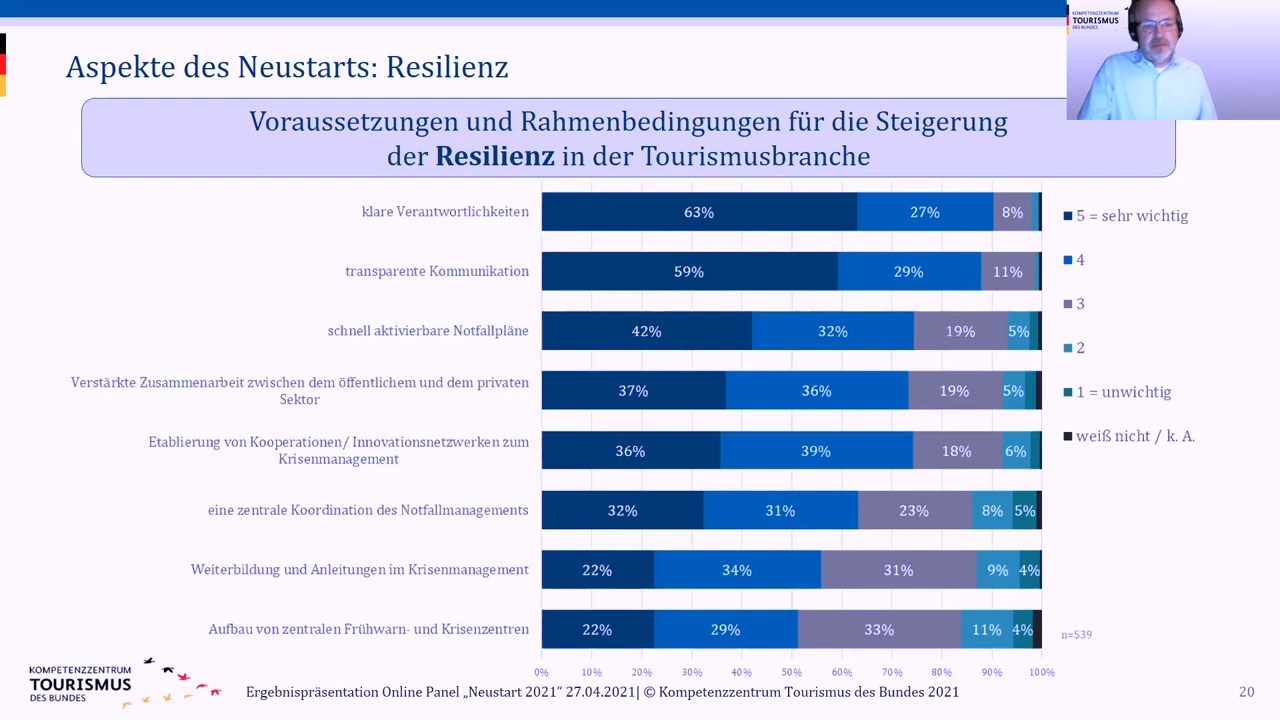 KOMPETENZZENTRUM
TOURISMUS
DES BUNDES
Aspekte des Neustarts: Resilienz
Voraussetzungen und Rahmenbedingungen für die Steigerung
der Resilienz in der Tourismusbranche
klare Verantwortlichkeiten 63% 27% 8%
transparente Kommunikation 59% 29% 11%
schnell aktivierbare Notfallpläne 42% 32% 19% 5%
Verstärkte Zusammenarbeit zwischen dem öffentlichem und dem privaten
Sektor
37% 36% 19% 5%
Etablierung von Kooperationen/ Innovationsnetzwerken zum
Krisenmanagement
36% 39% 18% 6%
eine zentrale Koordination des Notfallmanagements 32% 31% 23% 8% 5%
Weiterbildung und Anleitungen im Krisenmanagement 22% 34% 31% 9% 4%
Aufbau von zentralen Frühwarn- und Krisenzentren 22% 29% 33% 11% 4%
0% 10% 20% 30% 40% 50% 60% 70% 80% 90% 100%
5 = sehr wichtig
4
3
2
1 = unwichtig
weiß nicht / k. A.
n=539
KOMPETENZZENTRUM
TOURISMUS
DES BUNDES
Ergebnispräsentation Online Panel „Neustart 2021“ 27.04.2021| © Kompetenzzentrum Tourismus des Bundes 2021
20